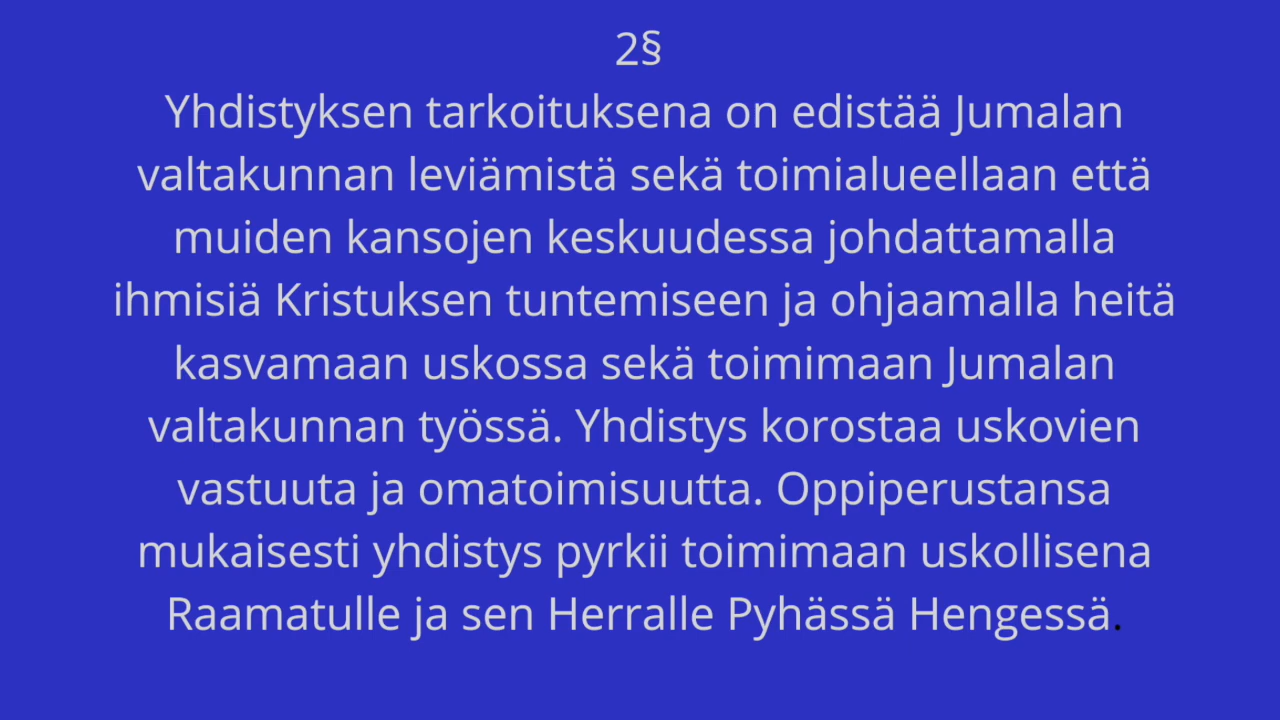 2§
Yhdistyksen tarkoituksena on edistää Jumalan
valtakunnan leviämistä sekä toimialueellaan että
muiden kansojen keskuudessa johdattamalla
ihmisiä Kristuksen tuntemiseen ja ohjaamalla heitä
kasvamaan uskossa sekä toimimaan Jumalan
valtakunnan työssä. Yhdistys korostaa uskovien
vastuuta ja omatoimisuutta. Oppiperustansa
mukaisesti yhdistys pyrkii toimimaan uskollisena
Raamatulle ja sen Herralle Pyhässä Hengessä.